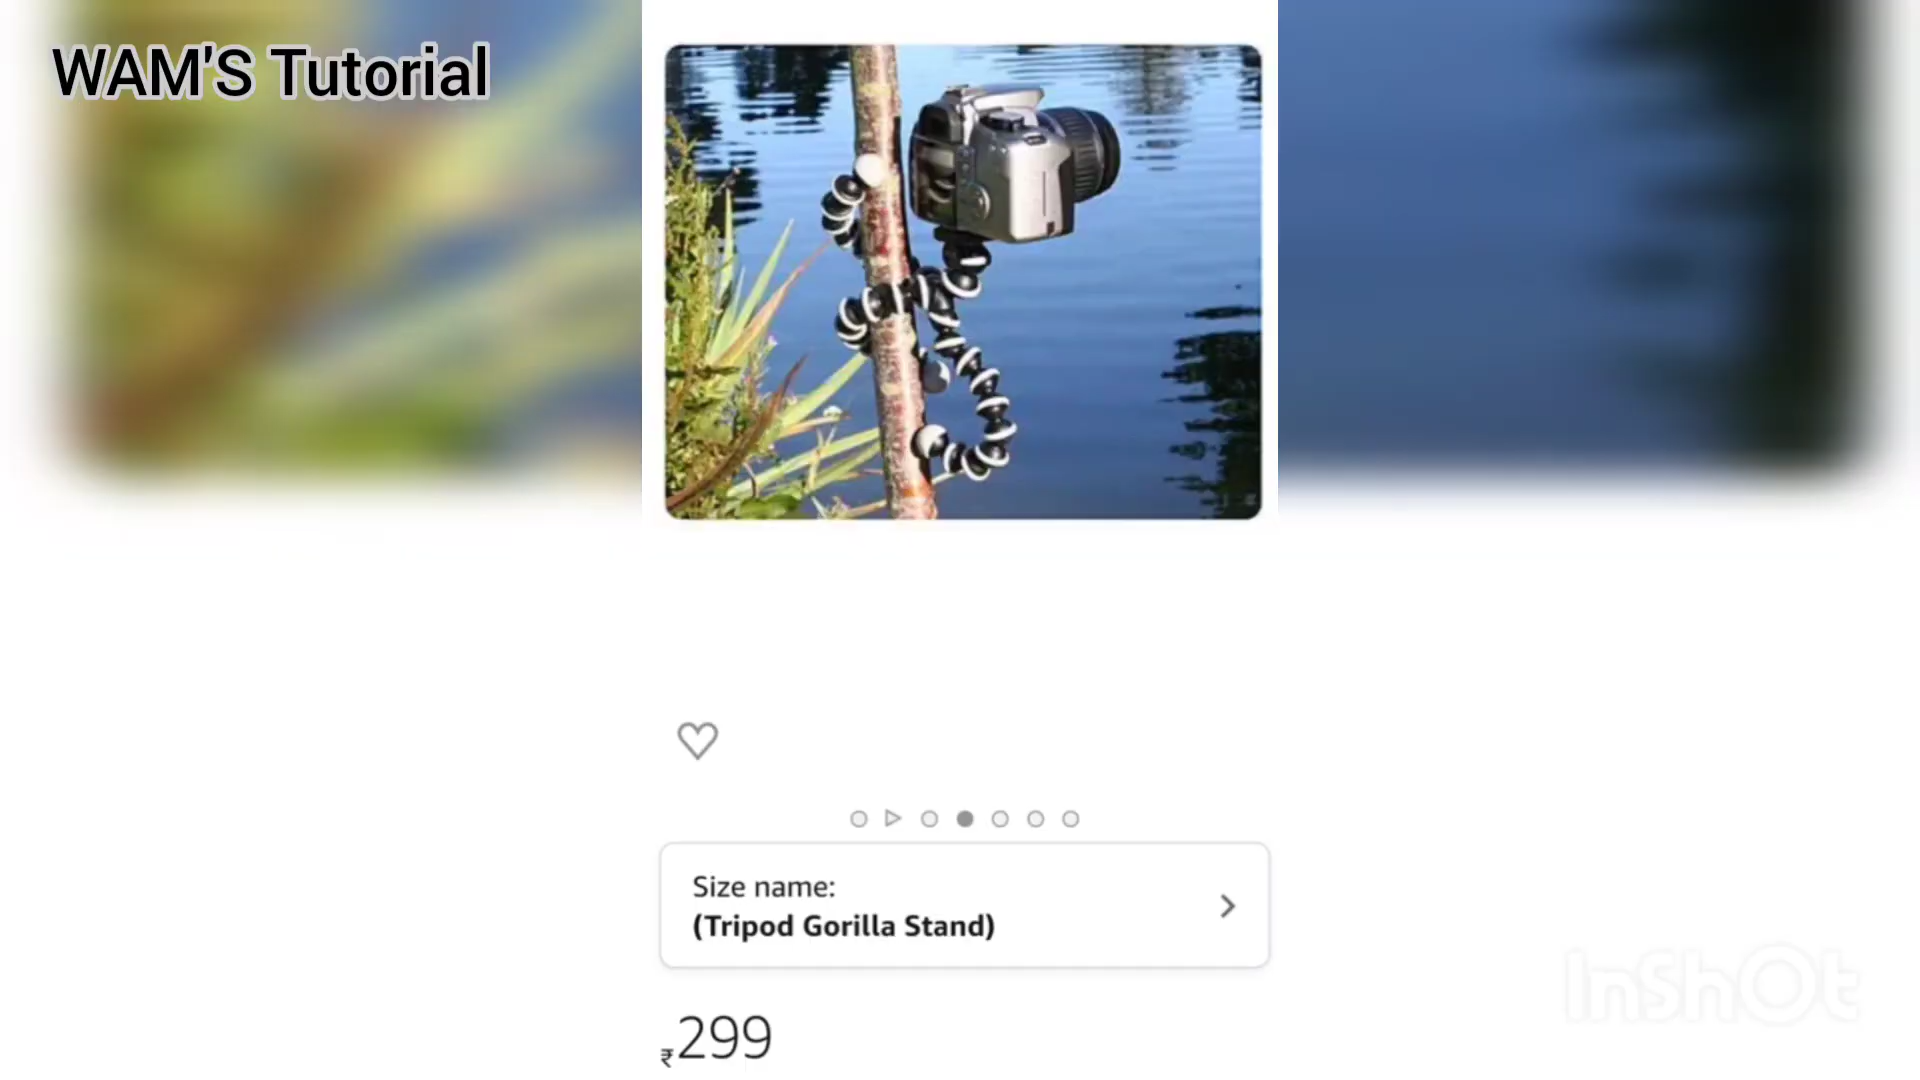 WAM'S Tutorial
Size name:
(Tripod Gorilla Stand)
₹299
InShOt